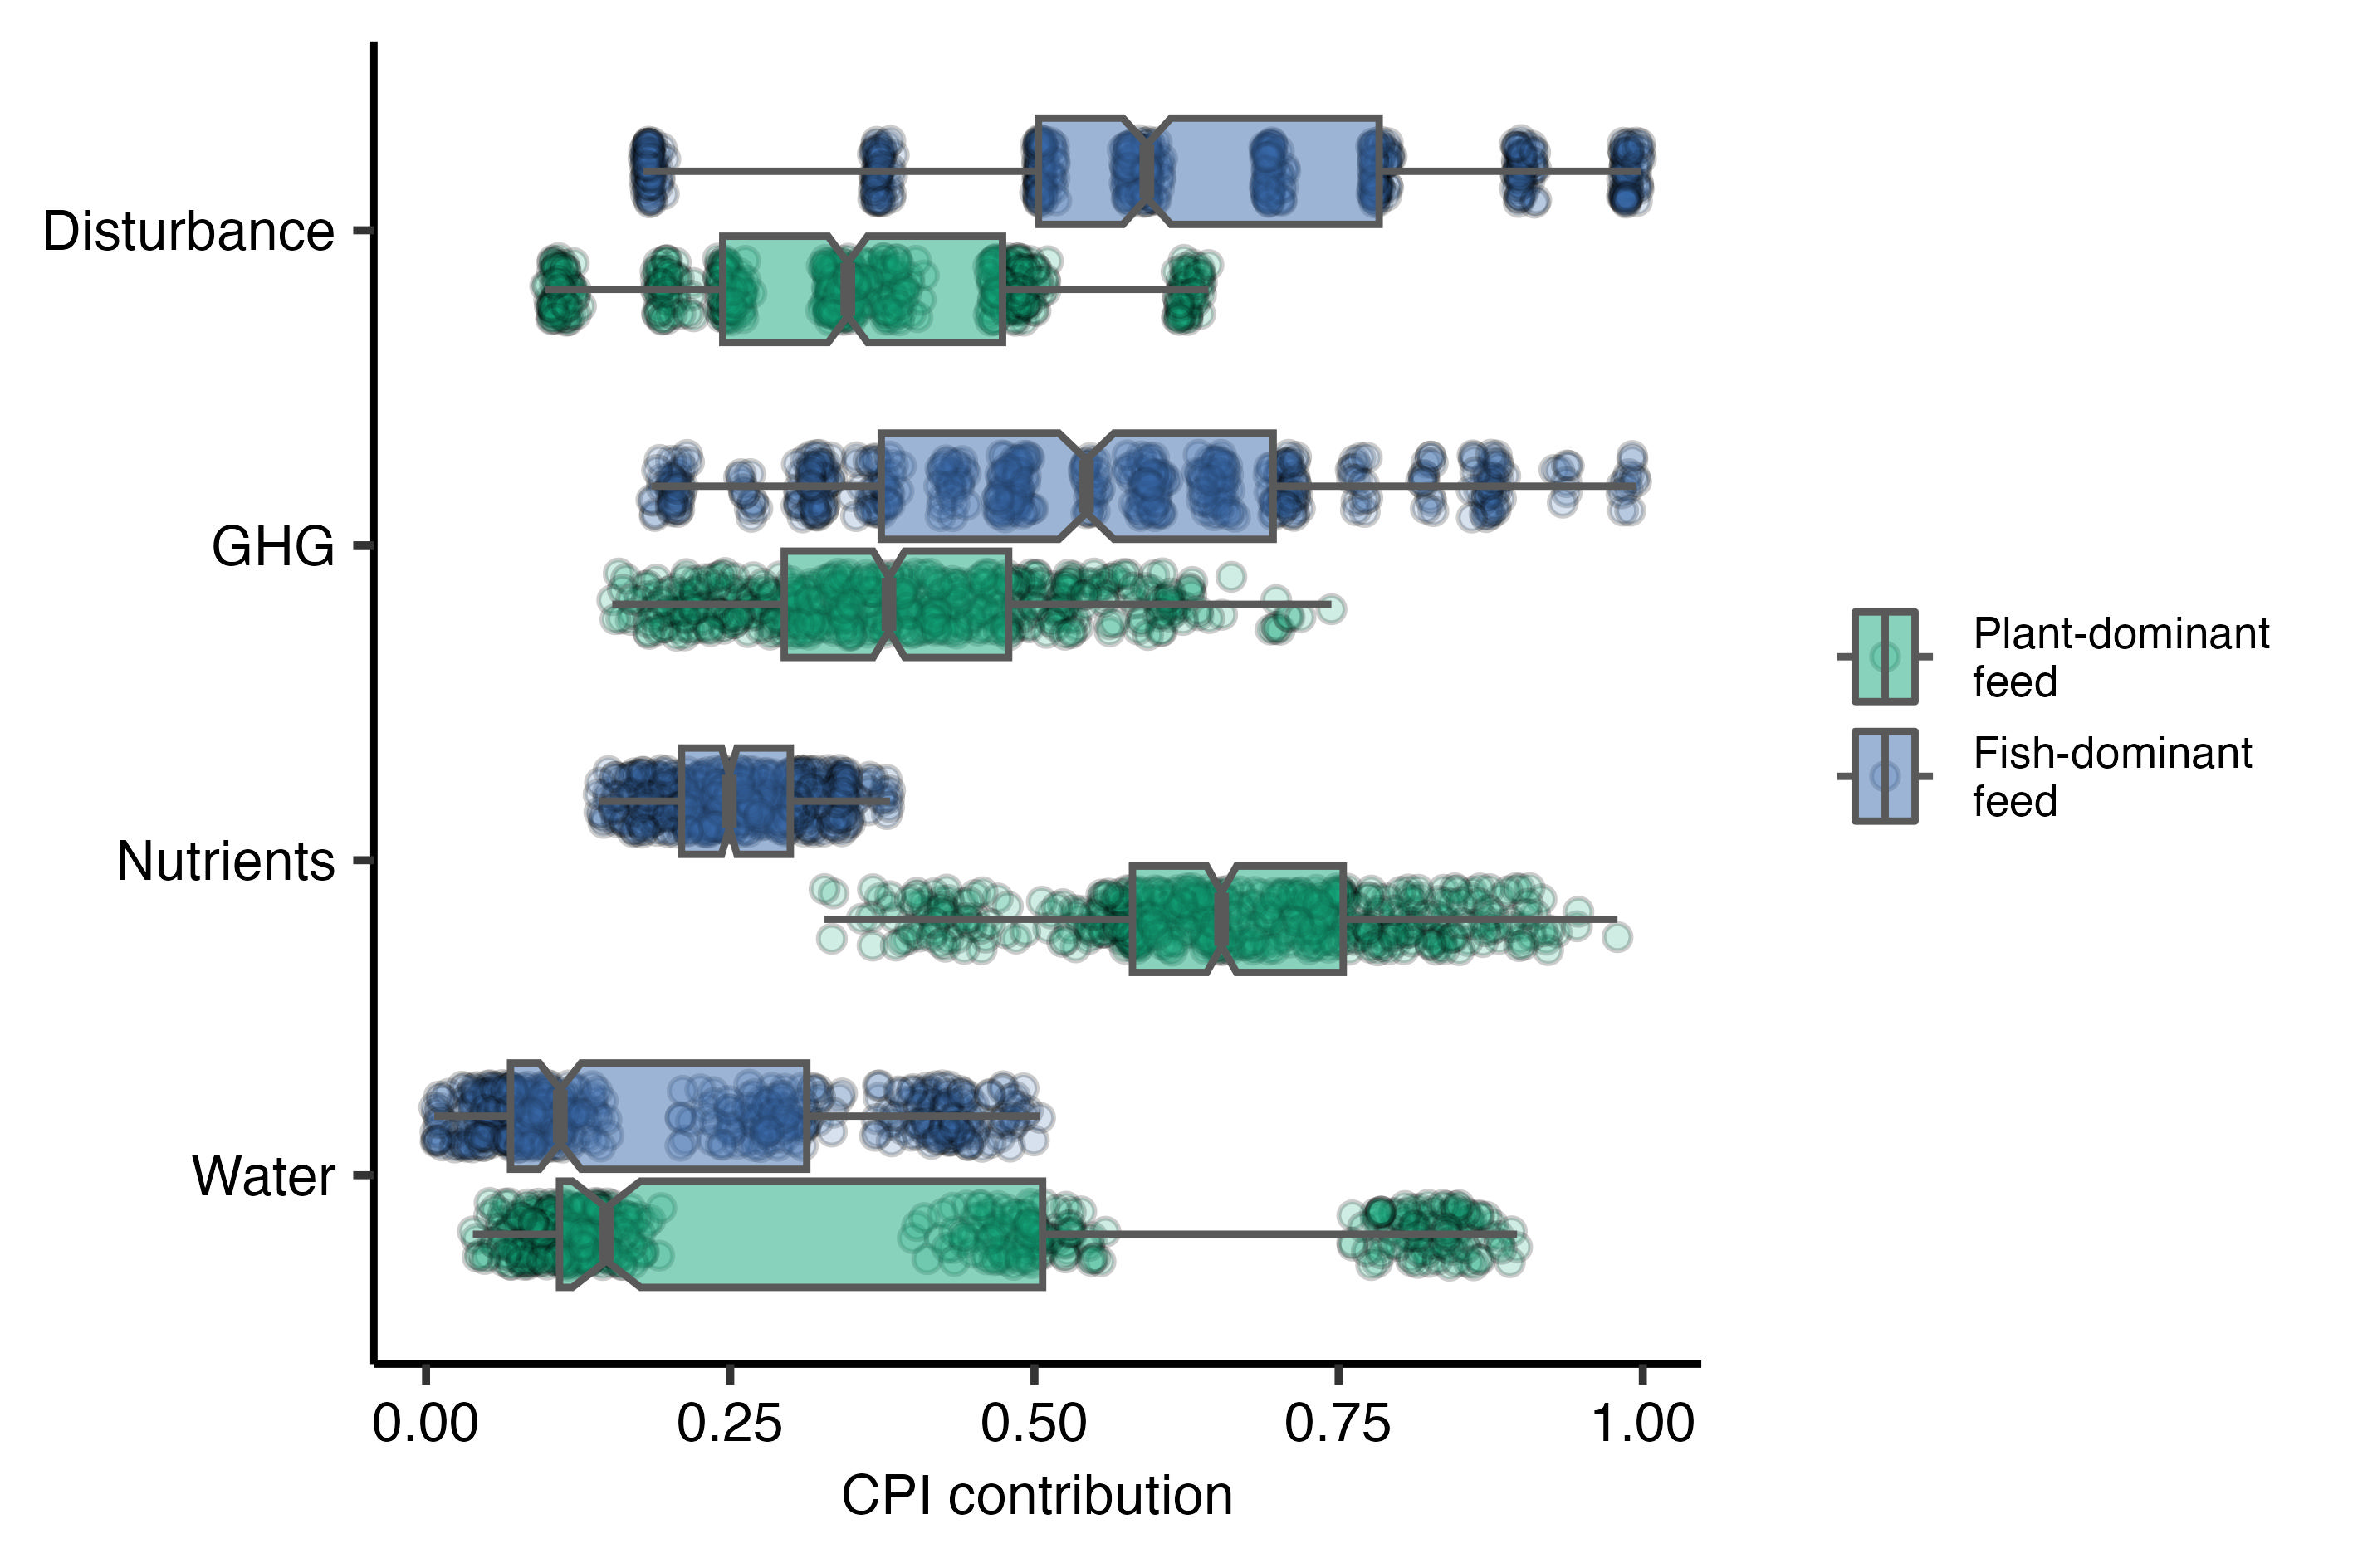 Disturbance
GHG
Nutrients
Water
0.00 0.25 0.50 0.75 1.00
CPI contribution
Plant-dominant
feed
Fish-dominant
feed